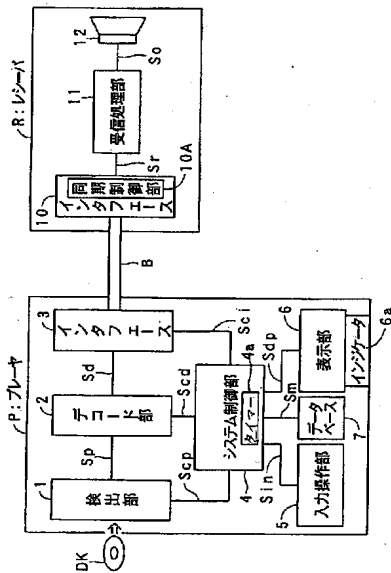 P:プレーヤ
DK
1
検出部
Sp
2
デコード部
Sd
3
インタフェース
B
Scp
Scd
Sci
4
システム制御部
タイマー
4a
Sin
Sm
Sdp
5
入力操作部
7
データベース
6
表示部
インジケータ
6a
R:レシーバ
10
インタフェース
同期制御部
10A
Sr
11
受信処理部
So
12